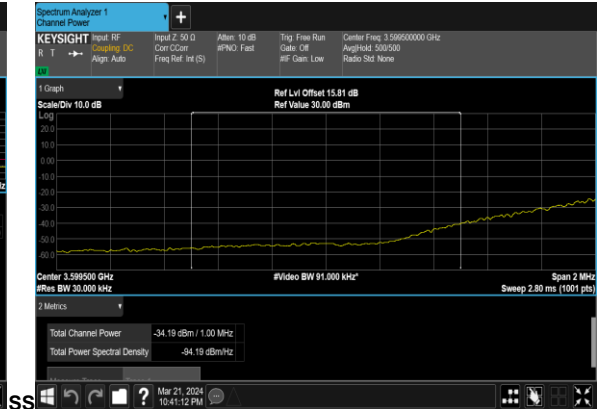 Spectrum Analyzer 1
Channel Power
+
KEYSIGHT Input: RF Input Z: 50 Ω Atten: 10 dB Trig: Free Run Center Freq: 3.599500000 GHz
R T Coupling: DC Corr CCorr #PNO: Fast Gate: Off Avg|Hold: 500/500
Align: Auto Freq Ref: Int (S) #IF Gain: Low Radio Std: None
1 Graph
Ref Lvl Offset 15.81 dB
Scale/Div 10.0 dB Ref Value 30.00 dBm
Log
20.0
10.0
0.00
-10.0
-20.0
-30.0
-40.0
-50.0
-60.0
Center 3.599500 GHz #Video BW 91.000 kHz* Span 2 MHz
#Res BW 30.000 kHz Sweep 2.80 ms (1001 pts)
2 Metrics
Total Channel Power -34.19 dBm / 1.00 MHz
Total Power Spectral Density -94.19 dBm/Hz
ss
? Mar 21, 2024
10:41:12 PM